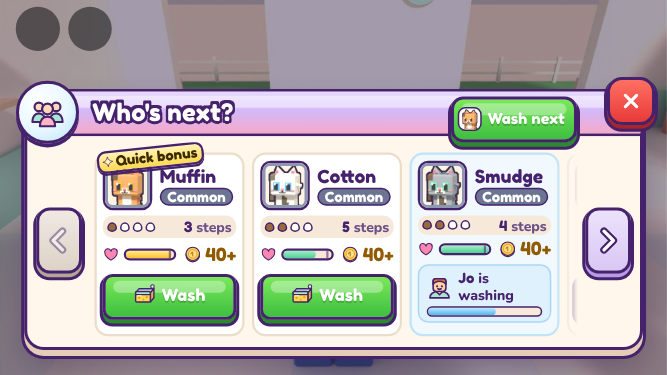 Who's next?
Wash next
Quick bonus
Muffin
Common
3 steps
40+
Wash
Cotton
Common
5 steps
40+
Wash
Smudge
Common
4 steps
40+
Jo is
washing